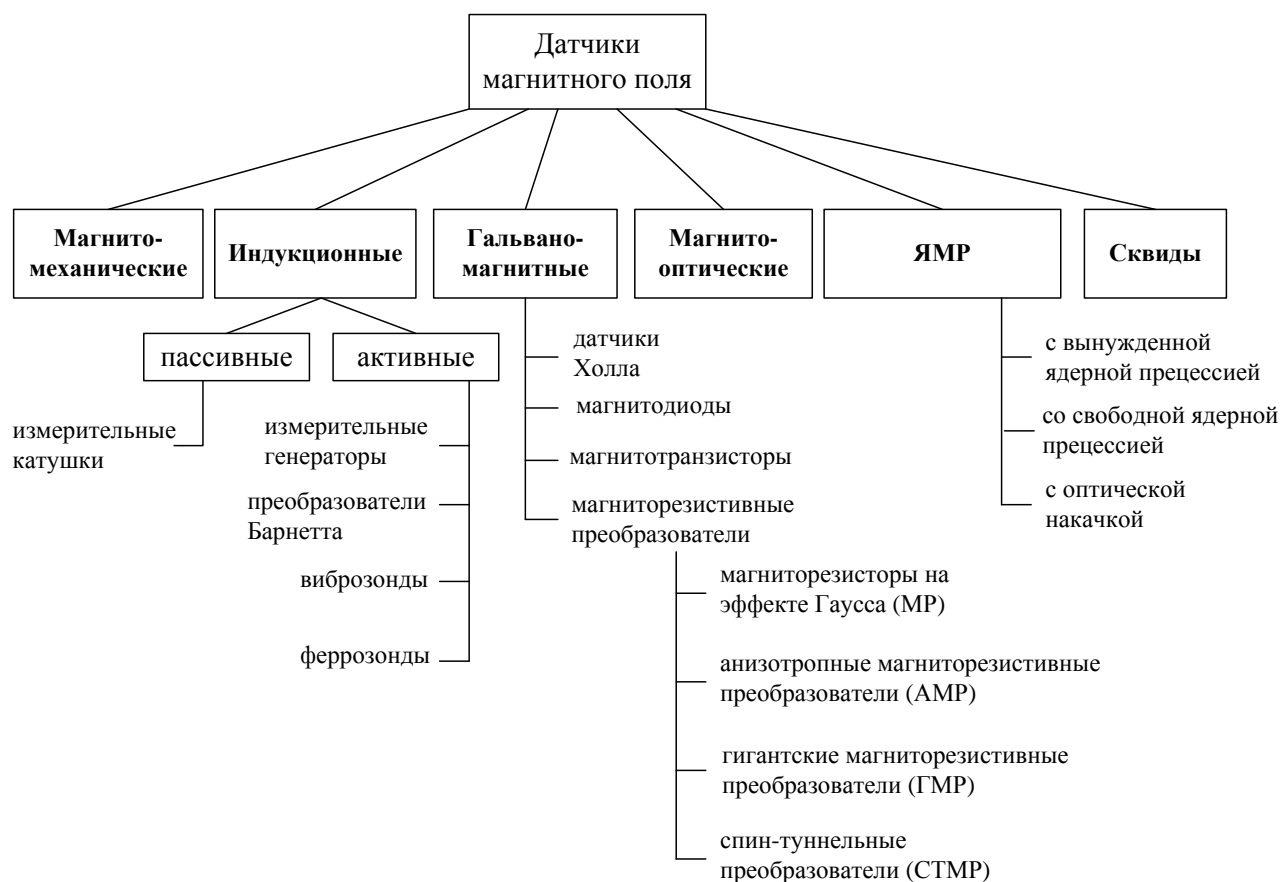 Датчики
магнитного поля
Магнито-
механические
Индукционные
Гальвано-
магнитные
Магнито-
оптические
ЯМР
Сквиды
пассивные
активные
измерительные
катушки
измерительные
генераторы
преобразователи
Барнетта
виброзонды
феррозонды
датчики
Холла
магнитодиоды
магнитотранзисторы
магниторезистивные
преобразователи
магниторезисторы на
эффекте Гаусса (МР)
анизотропные магниторезистивные
преобразователи (АМР)
гигантские магниторезистивные
преобразователи (ГМР)
спин-туннельные
преобразователи (СТМР)
с вынужденной
ядерной прецессией
со свободной ядерной
прецессией
с оптической
накачкой